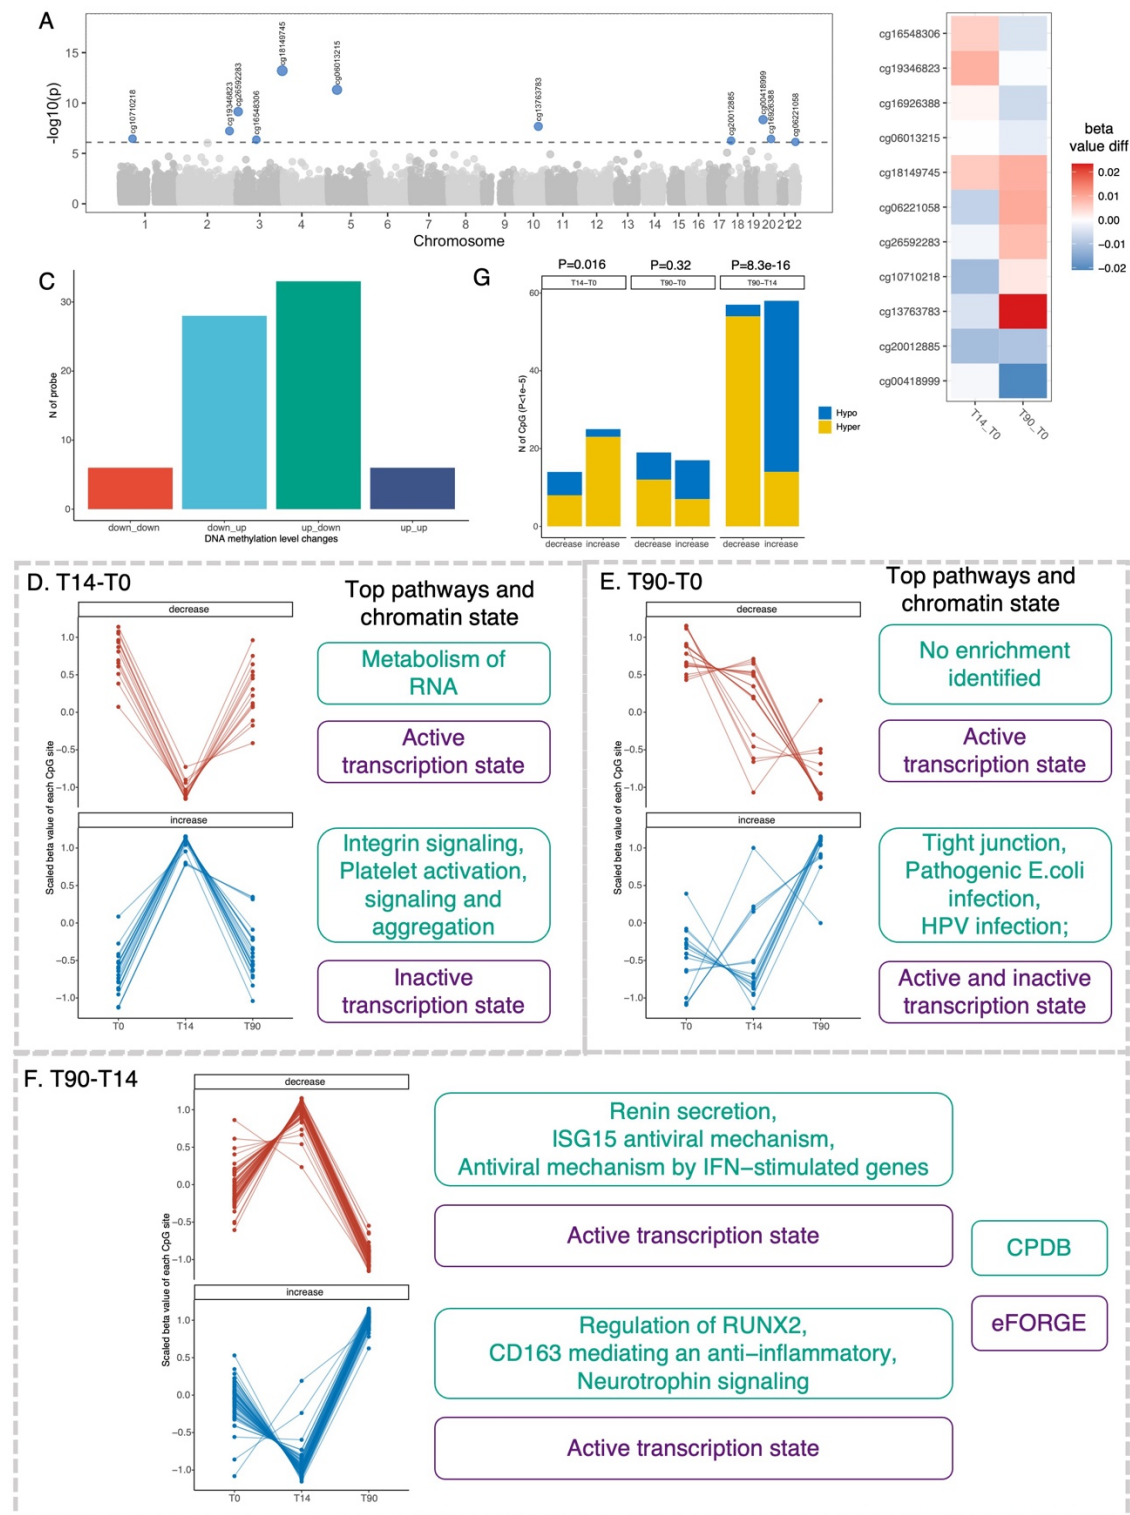 A
15
10
5
0
-log10(p)
cg10710218
cg19346823
cg26592283
cg16548306
cg18149745
cg06013215
cg13763783
cg20012885
cg00418999
cg16926388
cg06221058
1 2 3 4 5 6 7 8 9 10 11 12 13 14 15 16 17 18 19 20 21 22
Chromosome
cg16548306
cg19346823
cg16926388
cg06013215
cg18149745
cg06221058
cg26592283
cg10710218
cg13763783
cg20012885
cg00418999
T14_T0
T90_T0
beta
value diff
0.02
0.01
0.00
−0.01
−0.02
C
30
20
10
0
N of probe
down_down down_up up_down up_up
DNA methylation level changes
G
P=0.016 P=0.32 P=8.3e-16
T14−T0 T90−T0 T90−T14
60
40
20
0
N of CpG (P<1e−5)
decrease increase decrease increase decrease increase
Hypo
Hyper
D. T14-T0
Top pathways and
chromatin state
decrease
1.0
0.5
0.0
−0.5
−1.0
increase
1.0
0.5
0.0
−0.5
−1.0
Scaled beta value of each CpG site
T0 T14 T90
Metabolism of
RNA
Active
transcription state
Integrin signaling,
Platelet activation,
signaling and
aggregation
Inactive
transcription state
E. T90-T0
Top pathways and
chromatin state
decrease
1.0
0.5
0.0
−0.5
−1.0
increase
1.0
0.5
0.0
−0.5
−1.0
Scaled beta value of each CpG site
T0 T14 T90
No enrichment
identified
Active
transcription state
Tight junction,
Pathogenic E.coli
infection,
HPV infection;
Active and inactive
transcription state
F. T90-T14
decrease
1.0
0.5
0.0
−0.5
−1.0
increase
1.0
0.5
0.0
−0.5
−1.0
Scaled beta value of each CpG site
T0 T14 T90
Renin secretion,
ISG15 antiviral mechanism,
Antiviral mechanism by IFN−stimulated genes
Active transcription state
Regulation of RUNX2,
CD163 mediating an anti−inflammatory,
Neurotrophin signaling
Active transcription state
CPDB
eFORGE